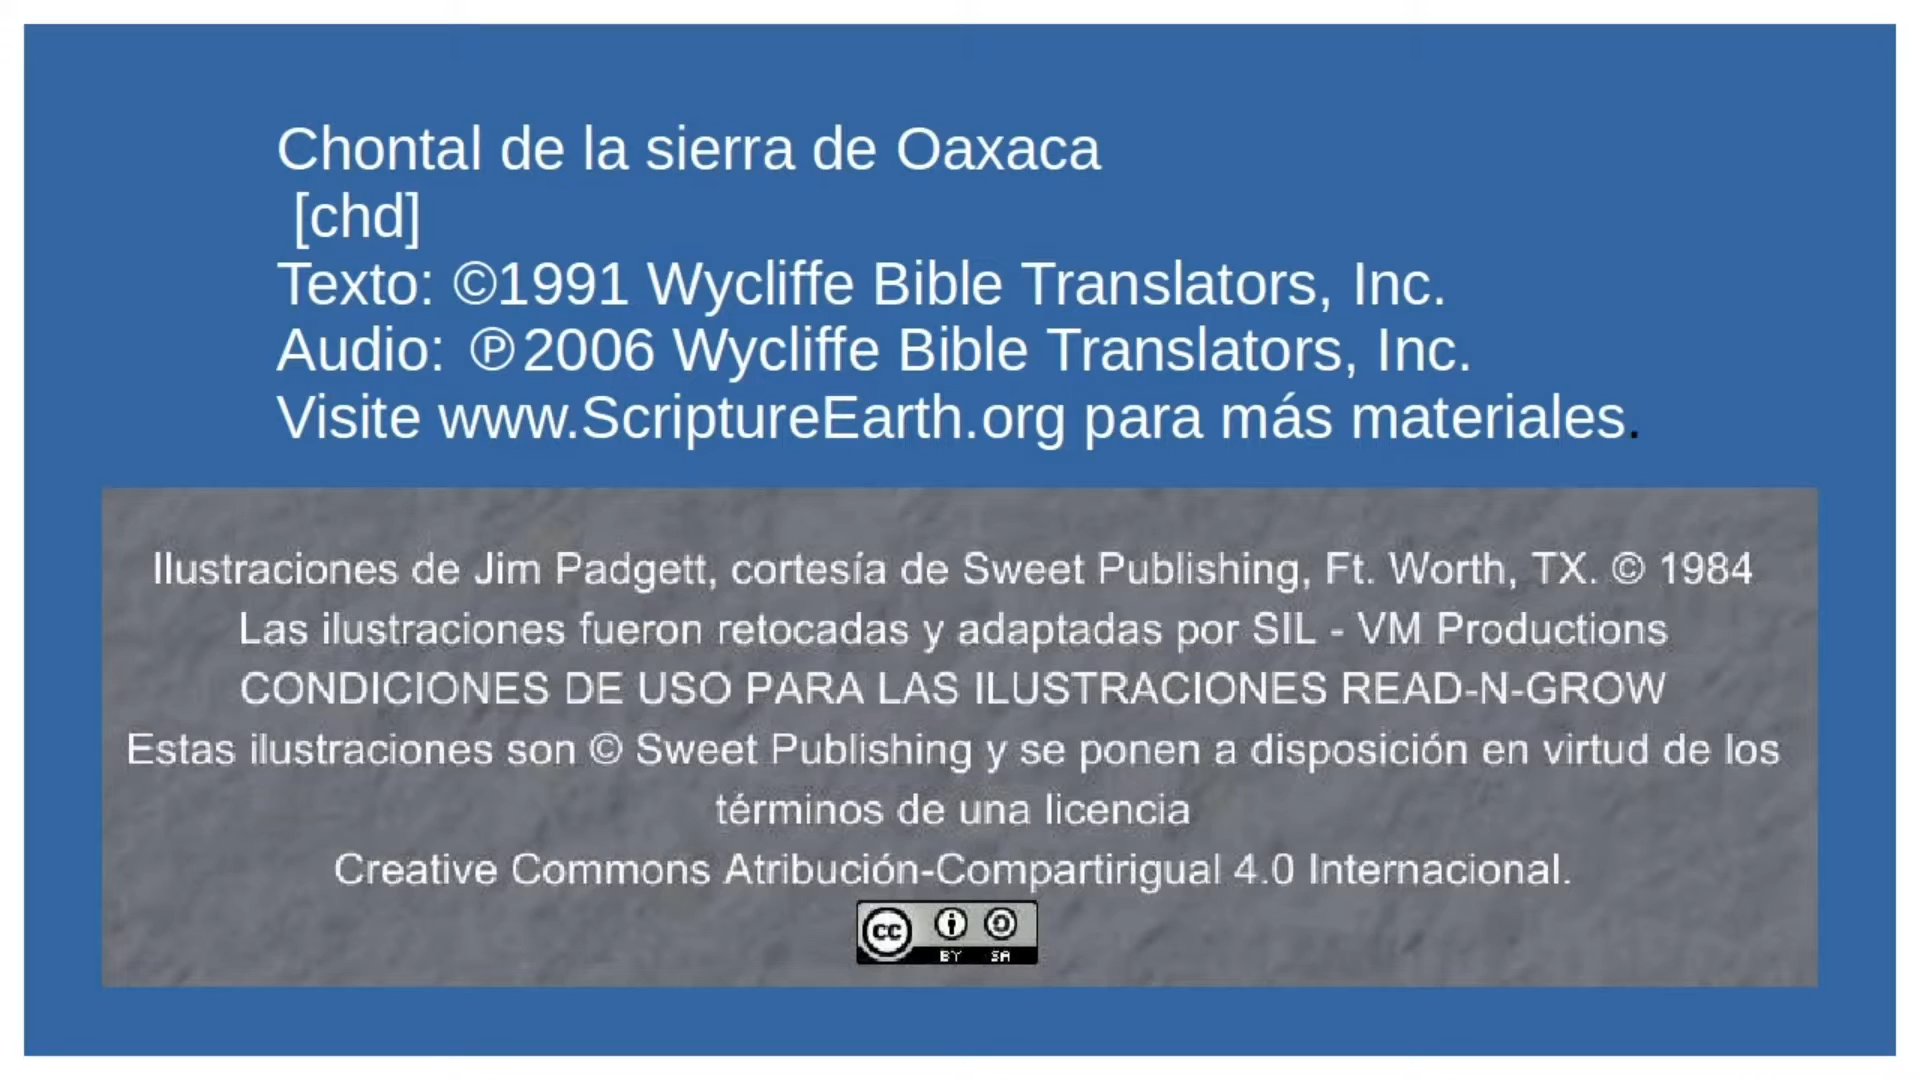 Chontal de la sierra de Oaxaca
[chd]
Texto: ©1991 Wycliffe Bible Translators, Inc.
Audio: ℗2006 Wycliffe Bible Translators, Inc.
Visite www.ScriptureEarth.org para más materiales.
Ilustraciones de Jim Padgett, cortesía de Sweet Publishing, Ft. Worth, TX. © 1984
Las ilustraciones fueron retocadas y adaptadas por SIL - VM Productions
CONDICIONES DE USO PARA LAS ILUSTRACIONES READ-N-GROW
Estas ilustraciones son © Sweet Publishing y se ponen a disposición en virtud de los
términos de una licencia
Creative Commons Atribución-Compartirigual 4.0 Internacional.
cc
BY SA